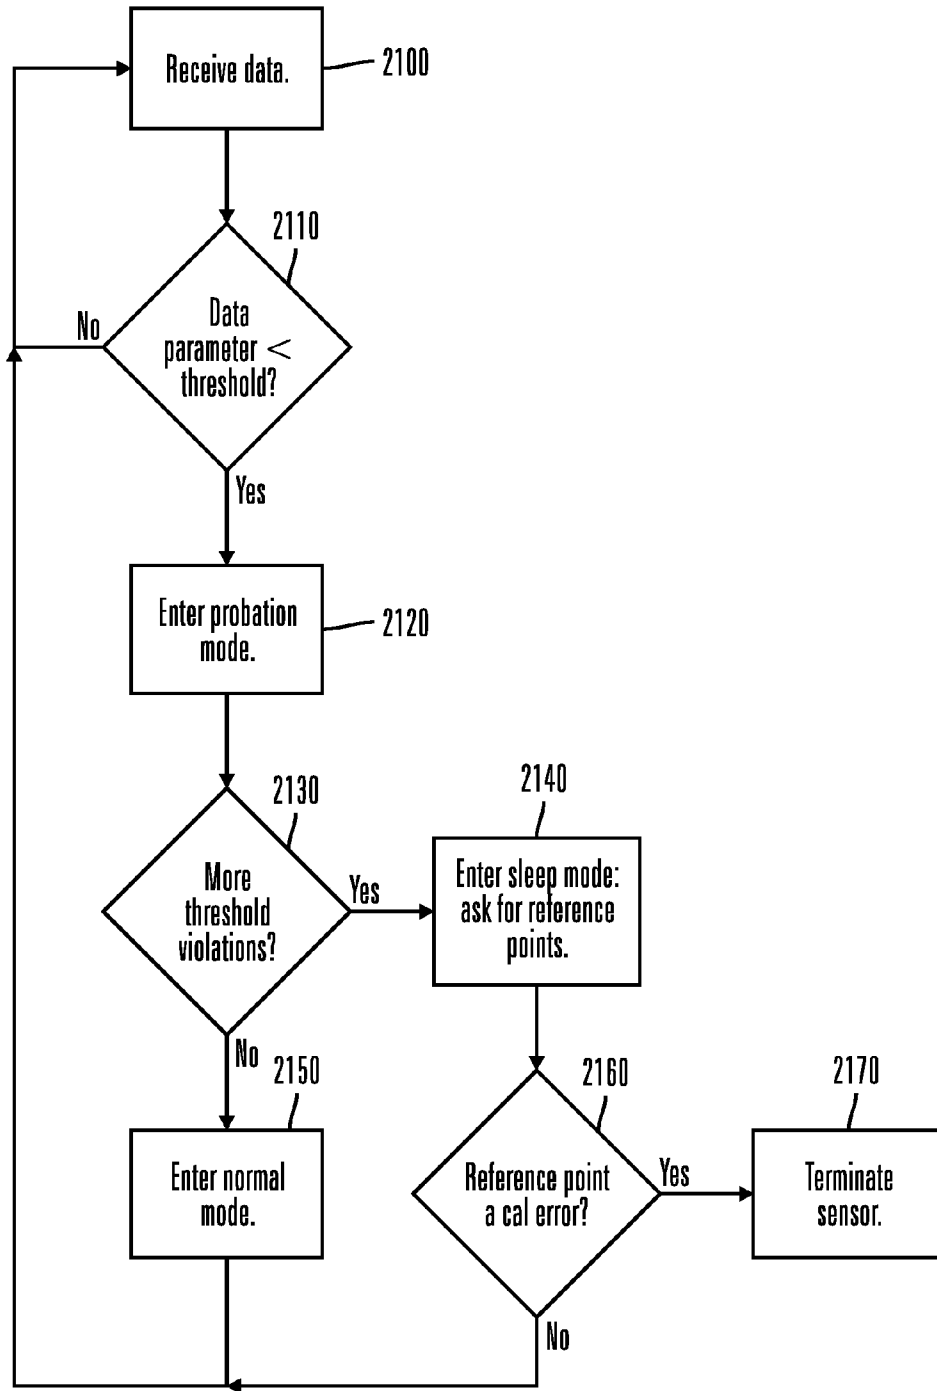 Receive data.
2100
2110
Data
parameter <
threshold?
No
Yes
Enter probation
mode.
2120
2130
More
threshold
violations?
Yes
2140
Enter sleep mode:
ask for reference
points.
No
2150
Enter normal
mode.
2160
Reference point
a cal error?
Yes
2170
Terminate
sensor.
No